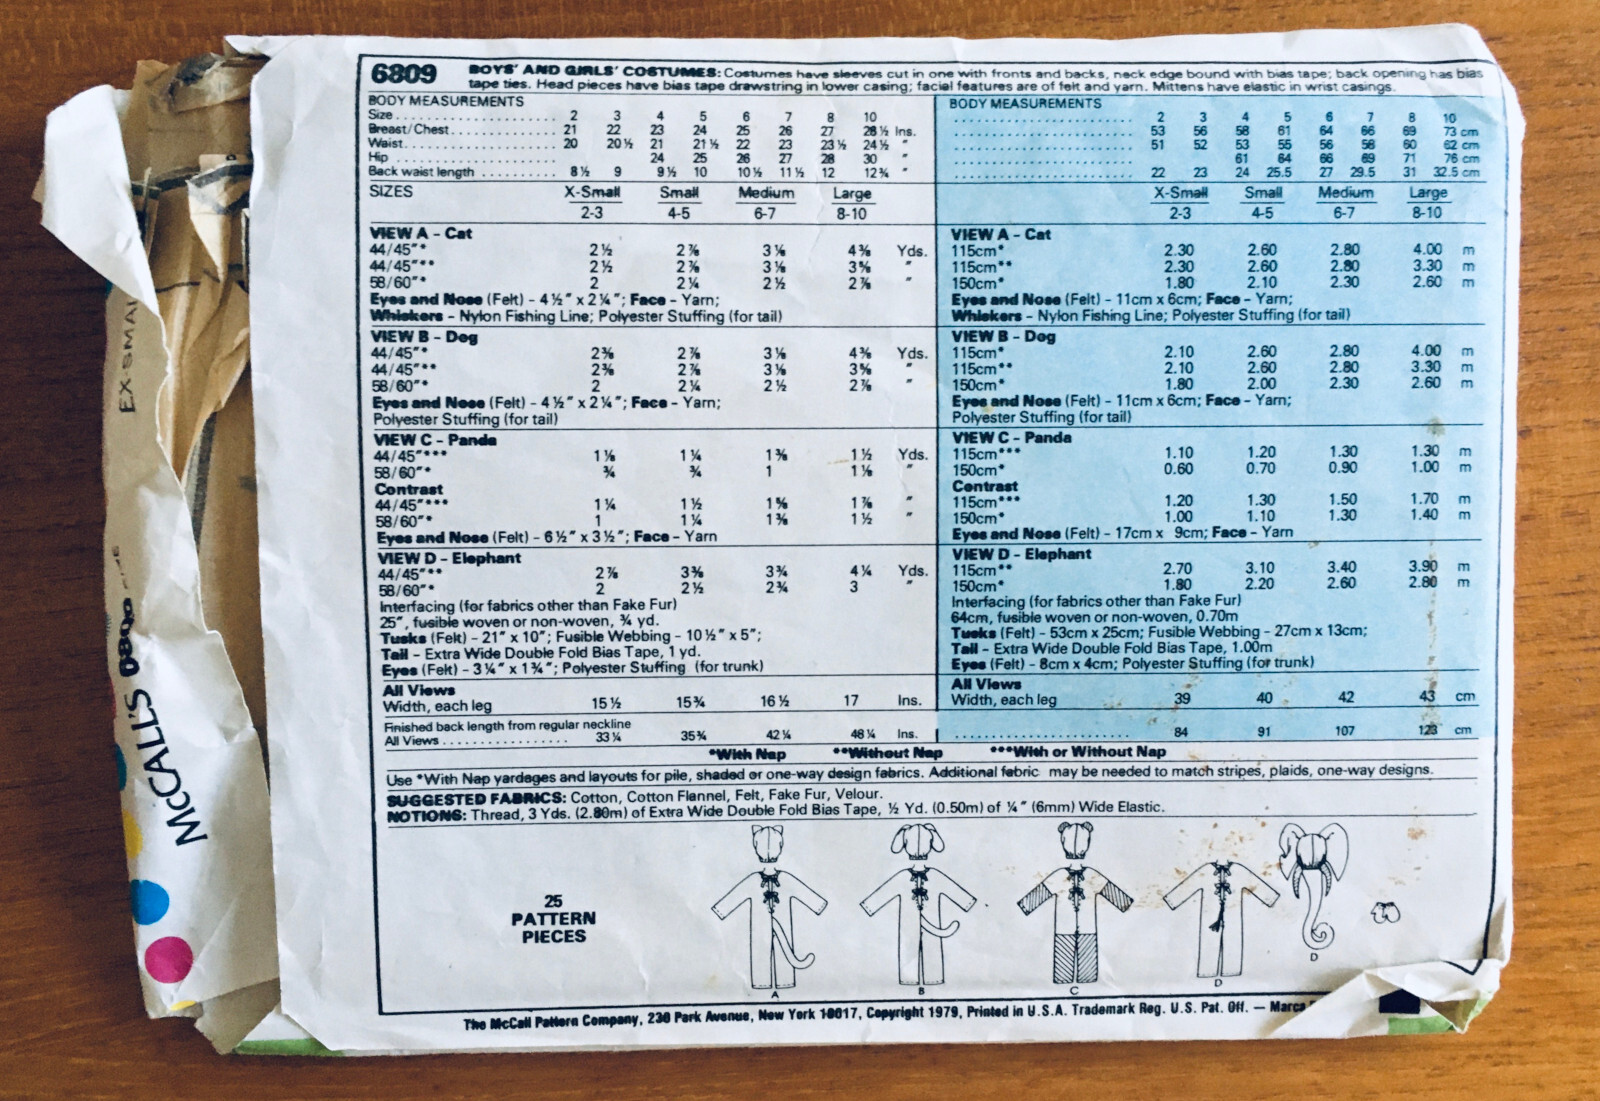 6809 BOYS' AND GIRLS' COSTUMES: Costumes have sleeves cut in one with fronts and backs, neck edge bound with bias tape; back opening has bias
tape ties. Head pieces have bias tape drawstring in lower casing; facial features are of felt and yarn. Mittens have elastic in wrist casings.
BODY MEASUREMENTS
Size 2 3 4 5 6 7 8 10
Breast/Chest 21 22 23 24 25 26 27 28½ Ins.
Waist 20 20½ 21 21½ 22 23 23½ 24½ "
Hip 24 25 26 27 28 30 "
Back waist length 8½ 9 9½ 10 10½ 11½ 12 12¾ "
SIZES X-Small Small Medium Large
2-3 4-5 6-7 8-10
VIEW A - Cat
44/45"* 2½ 2⅞ 3⅛ 4⅜ Yds.
44/45"** 2½ 2⅞ 3⅛ 3⅝ "
58/60"* 2 2¼ 2½ 2⅞ "
Eyes and Nose (Felt) - 4½" x 2¼"; Face - Yarn;
Whiskers - Nylon Fishing Line; Polyester Stuffing (for tail)
VIEW B - Dog
44/45"* 2⅜ 2⅞ 3⅛ 4⅜ Yds.
44/45"** 2⅜ 2⅞ 3⅛ 3⅝ "
58/60"* 2 2¼ 2½ 2⅞ "
Eyes and Nose (Felt) - 4½" x 2¼"; Face - Yarn;
Polyester Stuffing (for tail)
VIEW C - Panda
44/45"*** 1⅛ 1¼ 1⅜ 1½ Yds.
58/60"* ¾ ¾ 1 1⅛ "
Contrast
44/45"*** 1¼ 1½ 1⅝ 1⅞ "
58/60"* 1 1¼ 1⅜ 1½ "
Eyes and Nose (Felt) - 6½" x 3½"; Face - Yarn
VIEW D - Elephant
44/45"** 2⅞ 3⅜ 3¾ 4¼ Yds.
58/60"* 2 2½ 2¾ 3 "
Interfacing (for fabrics other than Fake Fur)
25", fusible woven or non-woven, ¾ yd.
Tusks (Felt) - 21" x 10"; Fusible Webbing - 10½" x 5";
Tail - Extra Wide Double Fold Bias Tape, 1 yd.
Eyes (Felt) - 3¼" x 1¾"; Polyester Stuffing (for trunk)
All Views
Width, each leg 15½ 15¾ 16½ 17 Ins.
Finished back length from regular neckline
All Views 33¼ 35¾ 42¼ 48¼ Ins.
BODY MEASUREMENTS
2 3 4 5 6 7 8 10
53 56 58 61 64 66 69 73 cm
51 52 53 55 56 58 60 62 cm
61 64 66 69 71 76 cm
22 23 24 25.5 27 29.5 31 32.5 cm
X-Small Small Medium Large
2-3 4-5 6-7 8-10
VIEW A - Cat
115cm* 2.30 2.60 2.80 4.00 m
115cm** 2.30 2.60 2.80 3.30 m
150cm* 1.80 2.10 2.30 2.60 m
Eyes and Nose (Felt) - 11cm x 6cm; Face - Yarn;
Whiskers - Nylon Fishing Line; Polyester Stuffing (for tail)
VIEW B - Dog
115cm* 2.10 2.60 2.80 4.00 m
115cm** 2.10 2.60 2.80 3.30 m
150cm* 1.80 2.00 2.30 2.60 m
Eyes and Nose (Felt) - 11cm x 6cm; Face - Yarn;
Polyester Stuffing (for tail)
VIEW C - Panda
115cm*** 1.10 1.20 1.30 1.30 m
150cm* 0.60 0.70 0.90 1.00 m
Contrast
115cm*** 1.20 1.30 1.50 1.70 m
150cm* 1.00 1.10 1.30 1.40 m
Eyes and Nose (Felt) - 17cm x 9cm; Face - Yarn
VIEW D - Elephant
115cm** 2.70 3.10 3.40 3.90 m
150cm* 1.80 2.20 2.60 2.80 m
Interfacing (for fabrics other than Fake Fur)
64cm, fusible woven or non-woven, 0.70m
Tusks (Felt) - 53cm x 25cm; Fusible Webbing - 27cm x 13cm;
Tail - Extra Wide Double Fold Bias Tape, 1.00m
Eyes (Felt) - 8cm x 4cm; Polyester Stuffing (for trunk)
All Views
Width, each leg 39 40 42 43 cm
84 91 107 123 cm
*With Nap **Without Nap ***With or Without Nap
Use *With Nap yardages and layouts for pile, shaded or one-way design fabrics. Additional fabric may be needed to match stripes, plaids, one-way designs.
SUGGESTED FABRICS: Cotton, Cotton Flannel, Felt, Fake Fur, Velour.
NOTIONS: Thread, 3 Yds. (2.80m) of Extra Wide Double Fold Bias Tape, ½ Yd. (0.50m) of ¼" (6mm) Wide Elastic.
25
PATTERN
PIECES
A B C D D
The McCall Pattern Company, 230 Park Avenue, New York 10017, Copyright 1979, Printed in U.S.A. Trademark Reg. U.S. Pat. Off. — Marca
McCALL'S 6809
EX-SMAL